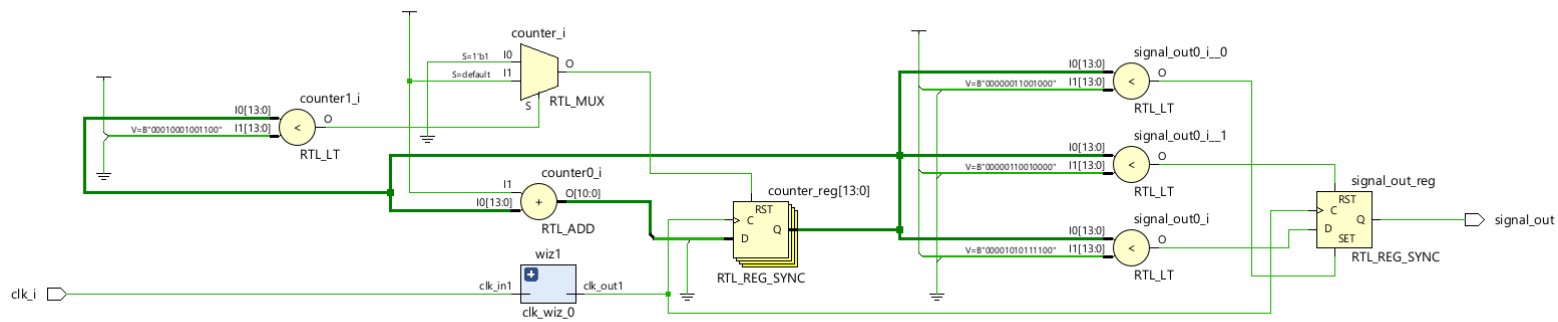 counter_i
S=1'b1
I0
S=default
I1
O
S
RTL_MUX
counter1_i
I0[13:0]
V=B"00010001001100"
I1[13:0]
<
O
RTL_LT
counter0_i
I1
I0[13:0]
+
O[10:0]
RTL_ADD
wiz1
clk_i
clk_in1
clk_out1
clk_wiz_0
counter_reg[13:0]
RST
C
D
Q
RTL_REG_SYNC
signal_out0_i__0
I0[13:0]
V=B"00000011001000"
I1[13:0]
<
O
RTL_LT
signal_out0_i__1
I0[13:0]
V=B"00000110010000"
I1[13:0]
<
O
RTL_LT
signal_out0_i
I0[13:0]
V=B"00001010111100"
I1[13:0]
<
O
RTL_LT
signal_out_reg
RST
C
D
Q
SET
RTL_REG_SYNC
signal_out